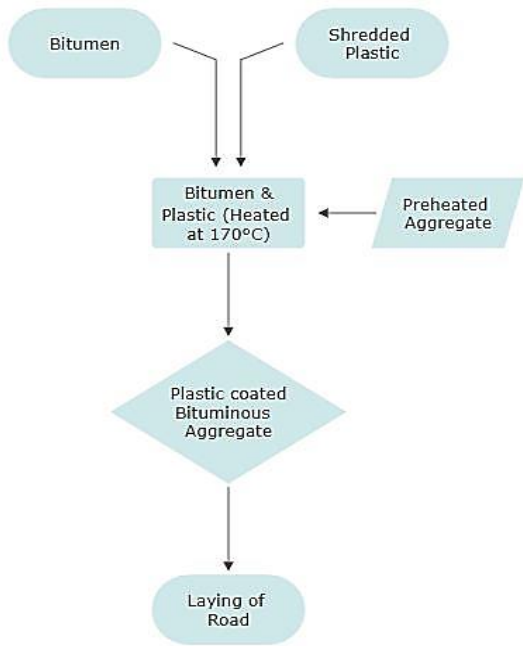 Bitumen
Shredded
Plastic
Bitumen &
Plastic (Heated
at 170°C)
Preheated
Aggregate
Plastic coated
Bituminous
Aggregate
Laying of
Road